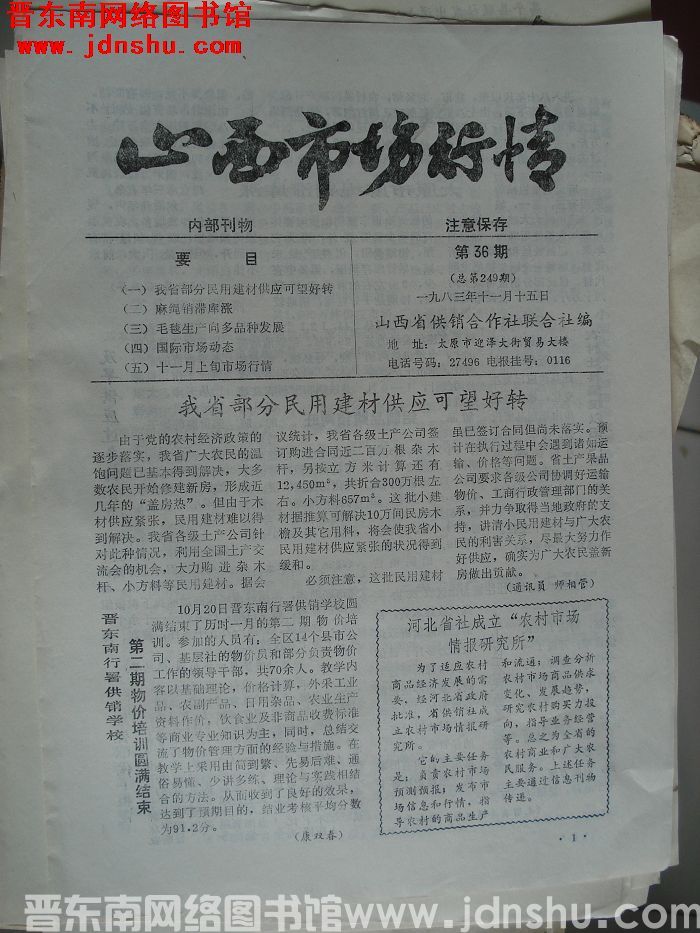 晋东南网络图书馆
www.jdnshu.com
山西市场行情
内部刊物
注意保存
要目
(一) 我省部分民用建材供应可望好转
(二) 麻绳销滞库涨
(三) 毛毯生产向多品种发展
(四) 国际市场动态
(五) 十一月上旬市场行情
第36期
(总第249期)
一九八三年十一月十五日
山西省供销合作社联合社编
地 址:太原市迎泽大街贸易大楼
电话号码:27496 电报挂号:0116
我省部分民用建材供应可望好转
由于党的农村经济政策的
逐步落实,我省广大农民的温
饱问题已基本得到解决,大多
数农民开始修建新房,形成近
几年的“盖房热”。但由于木
材供应紧张,民用建材难以得
到解决。我省各级土产公司针
对此种情况,利用全国土产交
流会的机会,大力购进杂木
杆、小方料等民用建材。据会
议统计,我省各级土产公司签
订购进合同近二百万根杂木
杆,另按立方米计算还有
12,450m³,共折合300万根左
右。小方料657m³。这批小建
材据推算可解决10万间民房木
檐及其它用料,将会使我省小
民用建材供应紧张的状况得到
缓和。
必须注意,这批民用建材
虽已签订合同但尚未落实。预
计在执行过程中会遇到诸如运
输、价格等问题。省土产果品
公司要求各级公司协调好运输
物价、工商行政管理部门的关
系,并力争取得当地政府的支
持,讲清小民用建材与广大农
民的利害关系,尽最大努力作
好供应,确实为广大农民盖新
房做出贡献。
(通讯员 师相管)
晋东南行署供销学校
第二期物价培训圆满结束
10月20日晋东南行署供销学校圆
满结束了历时一月的第二期物价培
训。参加的人员有:全区14个县市公
司、基层社的物价员和部分负责物价
工作的领导干部,共70余人。教学内
容以基础理论,价格计算,外采工业
品、农副产品、日用杂品、农业生产
资料作价,饮食业及非商品收费标准
等商业专业知识为主,同时,总结交
流了物价管理方面的经验与措施。在
教学上采用由简到繁、先易后难、通
俗易懂、少讲多练、理论与实践相结
合的方法。从而收到了良好的效果,
达到了预期目的,结业考核平均分数
为91.2分。
(康双春)
河北省社成立“农村市场
情报研究所”
为了适应农村
商品经济发展的需
要,经河北省政府
批准,省供销社成
立农村市场情报研
究所。
它的主要任务
是:负责农村市场
预测预报;发布市
场信息和行情,指
导农村的商品生产
和流通;调查分析
农村市场商品供求
变化、发展趋势,
研究农村购买力投
向,指导业务经营
等。总之为全省的
农村商业和广大农
民服务。上述任务
主要通过信息刊物
传递。
· 1 ·
晋东南网络图书馆 www.jdnshu.com